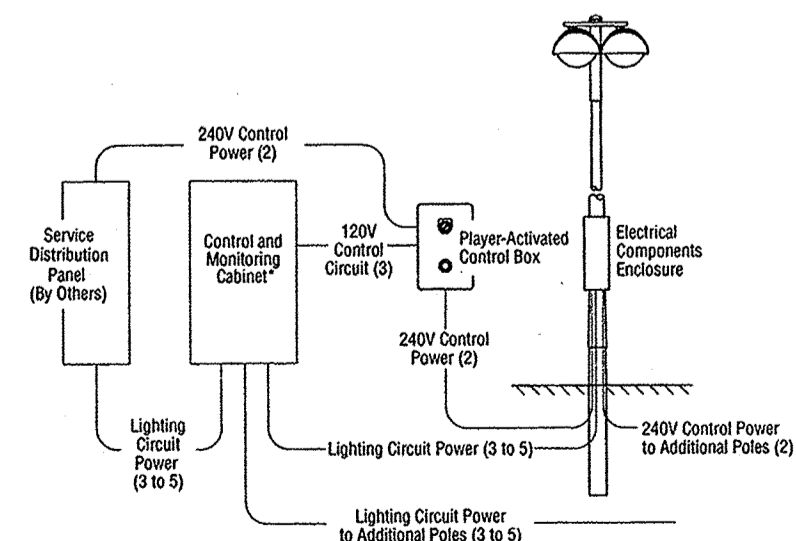 240V Control
Power (2)
Service
Distribution
Panel
(By Others)
Control and
Monitoring
Cabinet*
120V
Control
Circuit (3)
Player-Activated
Control Box
Electrical
Components
Enclosure
240V Control
Power (2)
Lighting
Circuit
Power
(3 to 5)
Lighting Circuit Power (3 to 5)
240V Control Power
to Additional Poles (2)
Lighting Circuit Power
to Additional Poles (3 to 5)